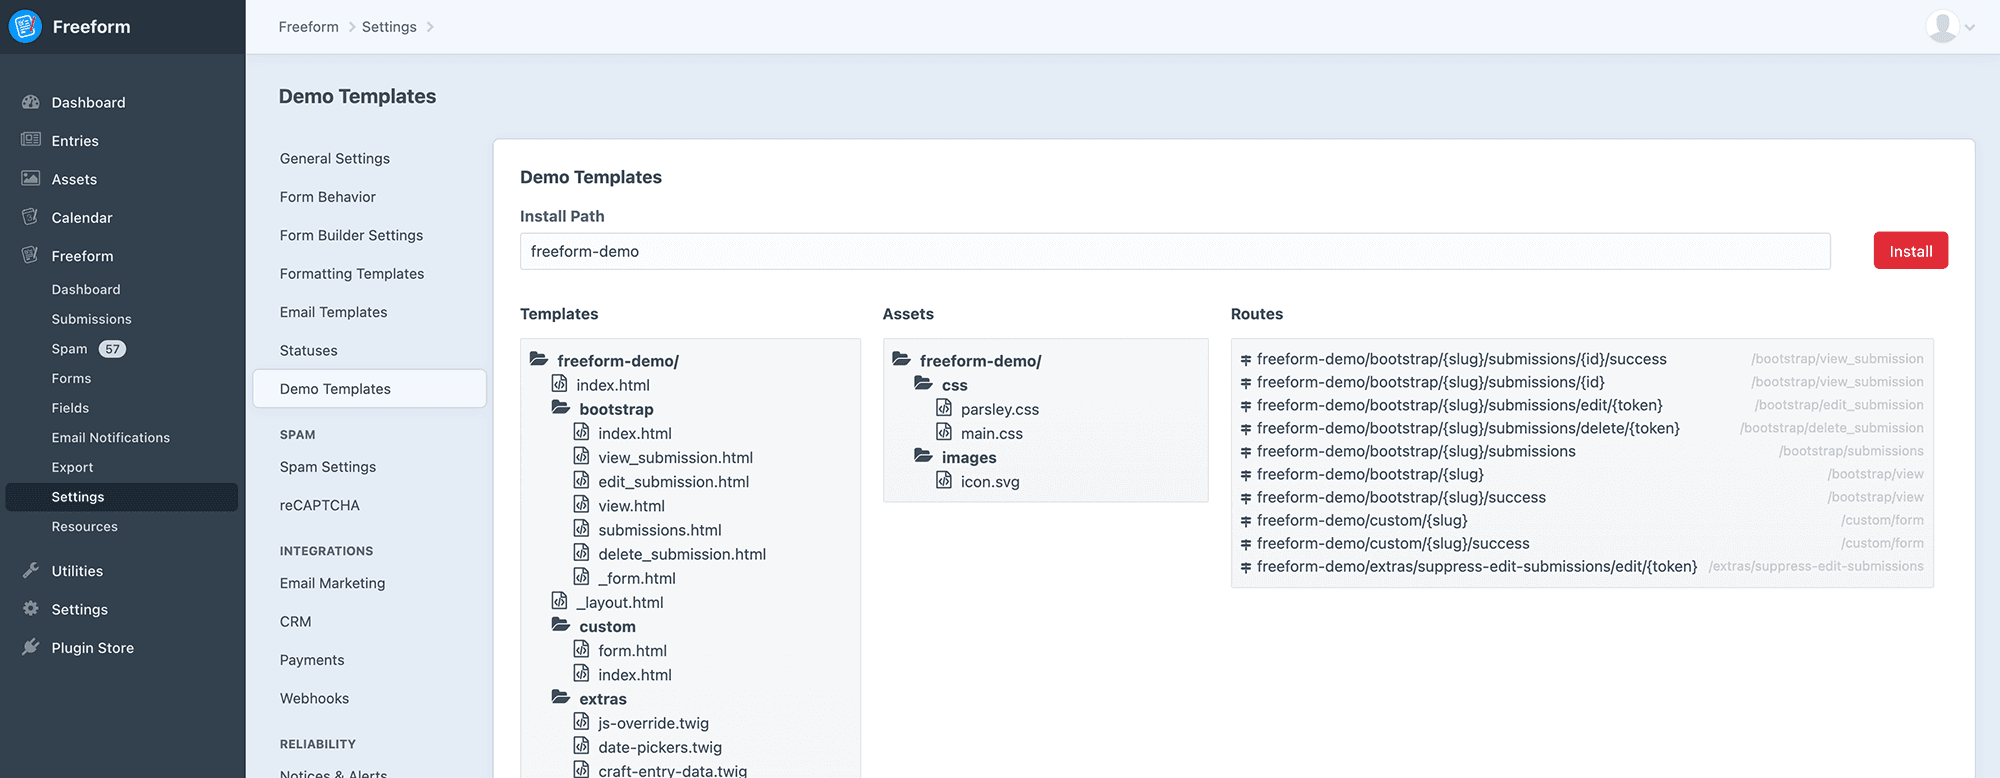 Freeform
Dashboard
Entries
Assets
Calendar
Freeform
Dashboard
Submissions
Spam 57
Forms
Fields
Email Notifications
Export
Settings
Resources
Utilities
Settings
Plugin Store
Freeform
Settings
Demo Templates
General Settings
Form Behavior
Form Builder Settings
Formatting Templates
Email Templates
Statuses
Demo Templates
SPAM
Spam Settings
reCAPTCHA
INTEGRATIONS
Email Marketing
CRM
Payments
Webhooks
RELIABILITY
Notices & Alerts
Demo Templates
Install Path
freeform-demo
Install
Templates
freeform-demo/
index.html
bootstrap
index.html
view_submission.html
edit_submission.html
view.html
submissions.html
delete_submission.html
_form.html
_layout.html
custom
form.html
index.html
extras
js-override.twig
date-pickers.twig
craft-entry-data.twig
Assets
freeform-demo/
css
parsley.css
main.css
images
icon.svg
Routes
freeform-demo/bootstrap/{slug}/submissions/{id}/success /bootstrap/view_submission
freeform-demo/bootstrap/{slug}/submissions/{id} /bootstrap/view_submission
freeform-demo/bootstrap/{slug}/submissions/edit/{token} /bootstrap/edit_submission
freeform-demo/bootstrap/{slug}/submissions/delete/{token} /bootstrap/delete_submission
freeform-demo/bootstrap/{slug}/submissions /bootstrap/submissions
freeform-demo/bootstrap/{slug} /bootstrap/view
freeform-demo/bootstrap/{slug}/success /bootstrap/view
freeform-demo/custom/{slug} /custom/form
freeform-demo/custom/{slug}/success /custom/form
freeform-demo/extras/suppress-edit-submissions/edit/{token} /extras/suppress-edit-submissions